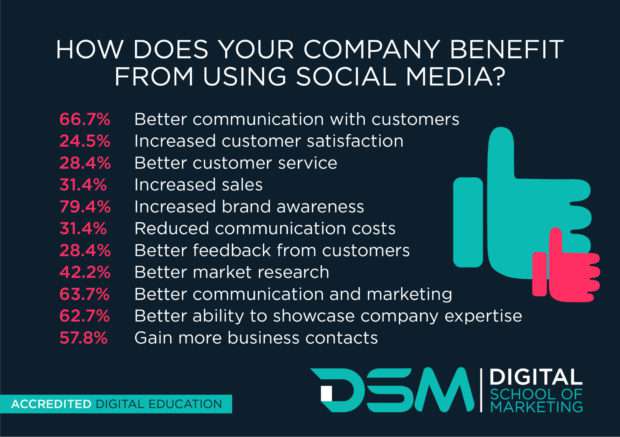 HOW DOES YOUR COMPANY BENEFIT
FROM USING SOCIAL MEDIA?
66.7% Better communication with customers
24.5% Increased customer satisfaction
28.4% Better customer service
31.4% Increased sales
79.4% Increased brand awareness
31.4% Reduced communication costs
28.4% Better feedback from customers
42.2% Better market research
63.7% Better communication and marketing
62.7% Better ability to showcase company expertise
57.8% Gain more business contacts
DSM DIGITAL
SCHOOL OF
MARKETING
ACCREDITED DIGITAL EDUCATION